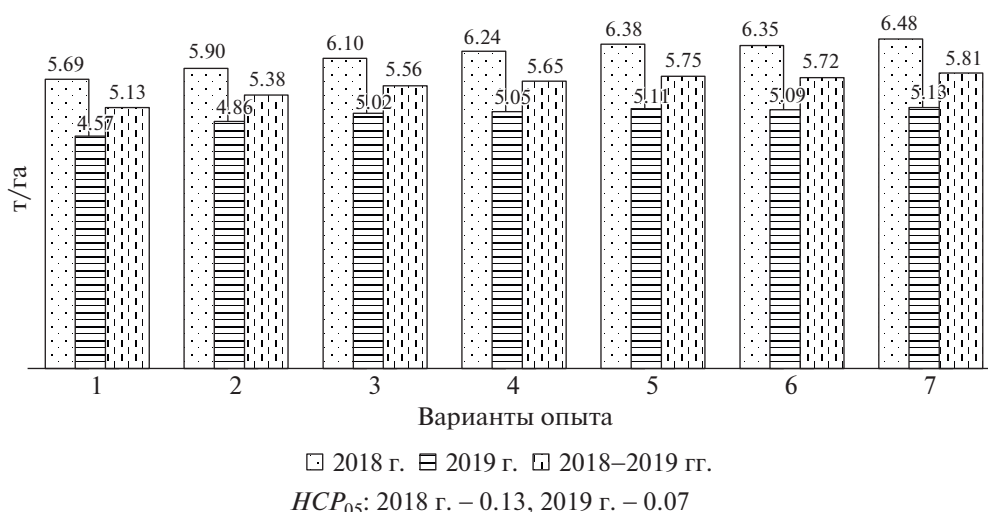 5.69 4.57 5.13 5.90 4.86 5.38 6.10 5.02 5.56 6.24 5.05 5.65 6.38 5.11 5.75 6.35 5.09 5.72 6.48 5.13 5.81
т/га
1 2 3 4 5 6 7
Варианты опыта
2018 г. 2019 г. 2018–2019 гг.
НСР05: 2018 г. – 0.13, 2019 г. – 0.07